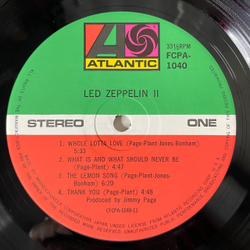 33⅓RPM
FCPA-
1040
ATLANTIC
LED ZEPPELIN II
STEREO
ONE
1. WHOLE LOTTA LOVE (Page-Plant-Jones-
Bonham)
5:33
2. WHAT IS AND WHAT SHOULD NEVER BE
(Page-Plant) 4:47
3. THE LEMON SONG (Page-Plant-Jones-
Bonham) 6:20
4. THANK YOU (Page-Plant) 4:48
Produced by Jimmy Page
(FCPA-1040-1)